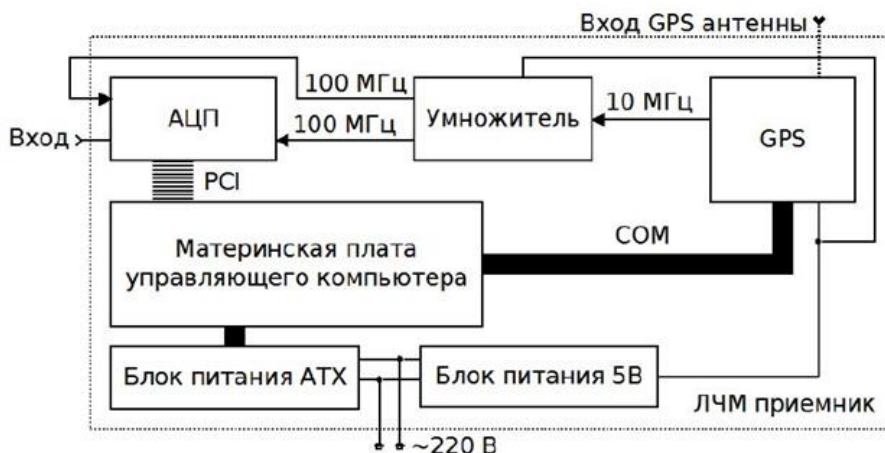 Вход GPS антенны
100 МГц
АЦП
Умножитель
10 МГц
GPS
100 МГц
Вход
PCI
Материнская плата
управляющего компьютера
COM
Блок питания ATX
Блок питания 5В
ЛЧМ приемник
~220 В